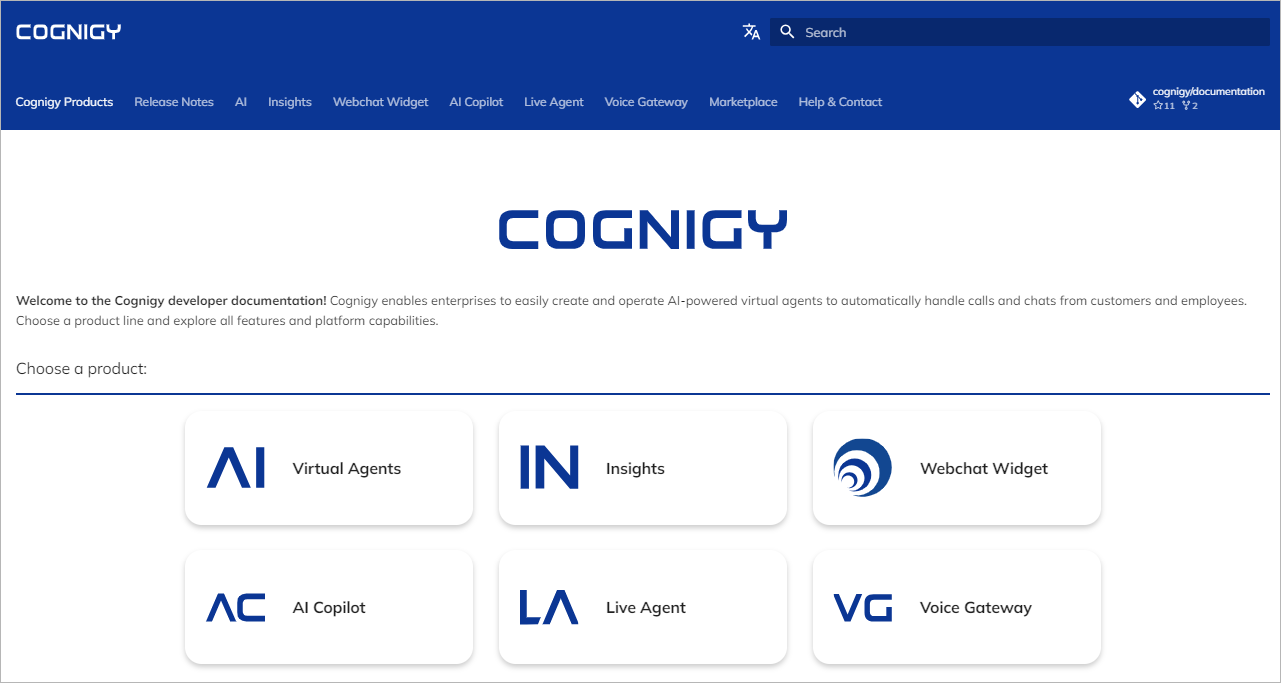 COGNIGY
Search
Cognigy Products Release Notes AI Insights Webchat Widget AI Copilot Live Agent Voice Gateway Marketplace Help & Contact
cognigy/documentation
11 2
COGNIGY
Welcome to the Cognigy developer documentation! Cognigy enables enterprises to easily create and operate AI-powered virtual agents to automatically handle calls and chats from customers and employees.
Choose a product line and explore all features and platform capabilities.
Choose a product:
AI Virtual Agents
IN Insights
Webchat Widget
AC AI Copilot
LA Live Agent
VG Voice Gateway